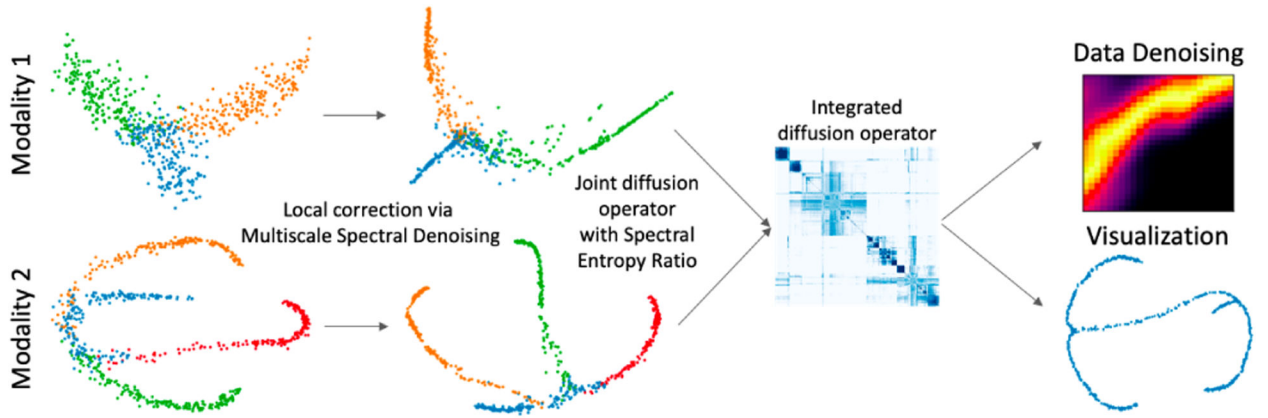 Modality 1
Modality 2
Local correction via
Multiscale Spectral Denoising
Joint diffusion
operator
with Spectral
Entropy Ratio
Integrated
diffusion operator
Data Denoising
Visualization